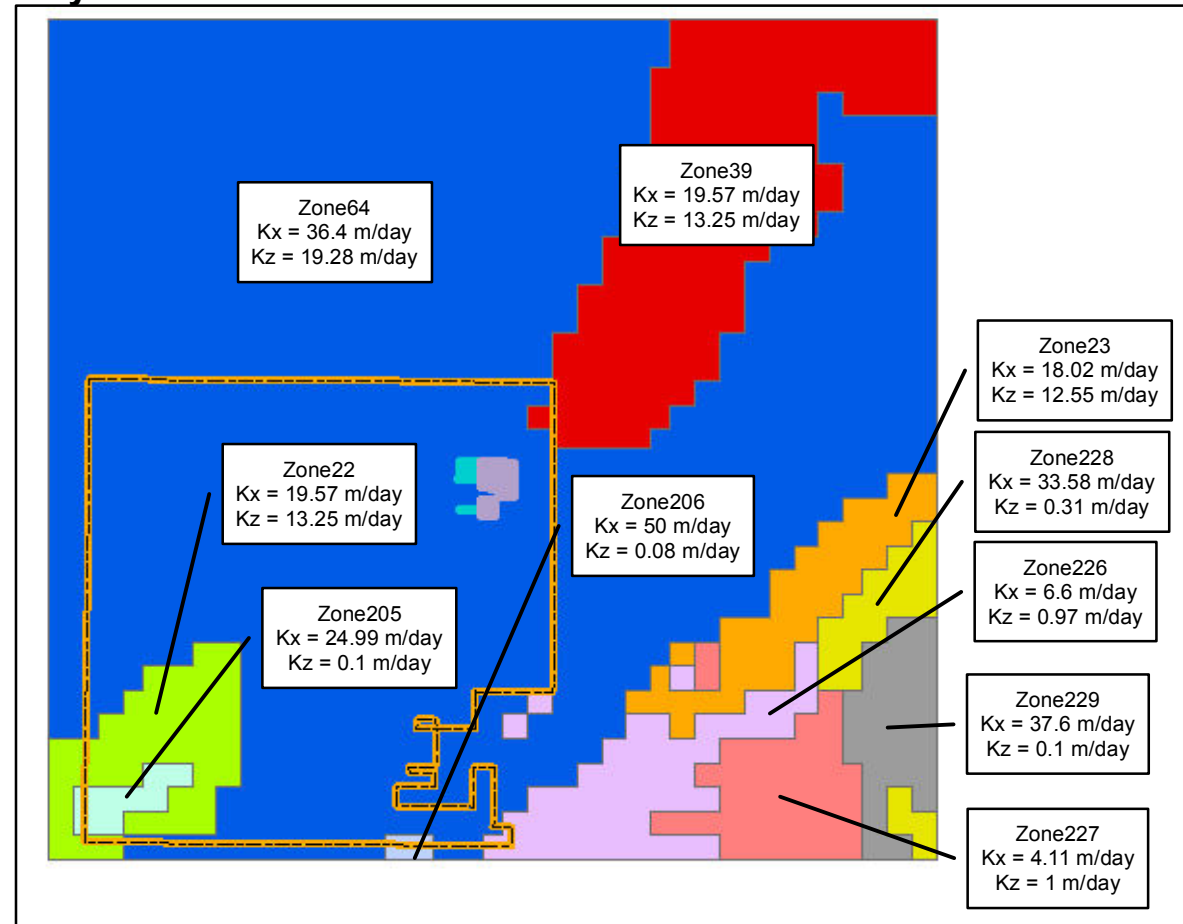 Zone39
Kx = 19.57 m/day
Kz = 13.25 m/day
Zone64
Kx = 36.4 m/day
Kz = 19.28 m/day
Zone23
Kx = 18.02 m/day
Kz = 12.55 m/day
Zone22
Kx = 19.57 m/day
Kz = 13.25 m/day
Zone228
Kx = 33.58 m/day
Kz = 0.31 m/day
Zone206
Kx = 50 m/day
Kz = 0.08 m/day
Zone226
Kx = 6.6 m/day
Kz = 0.97 m/day
Zone205
Kx = 24.99 m/day
Kz = 0.1 m/day
Zone229
Kx = 37.6 m/day
Kz = 0.1 m/day
Zone227
Kx = 4.11 m/day
Kz = 1 m/day